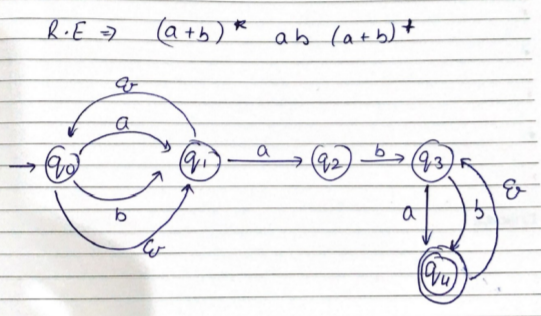 R.E => (a+b)* ab (a+b)+
ε
a
q0 q1 a q2 b q3
b
ε
a b ε
q4